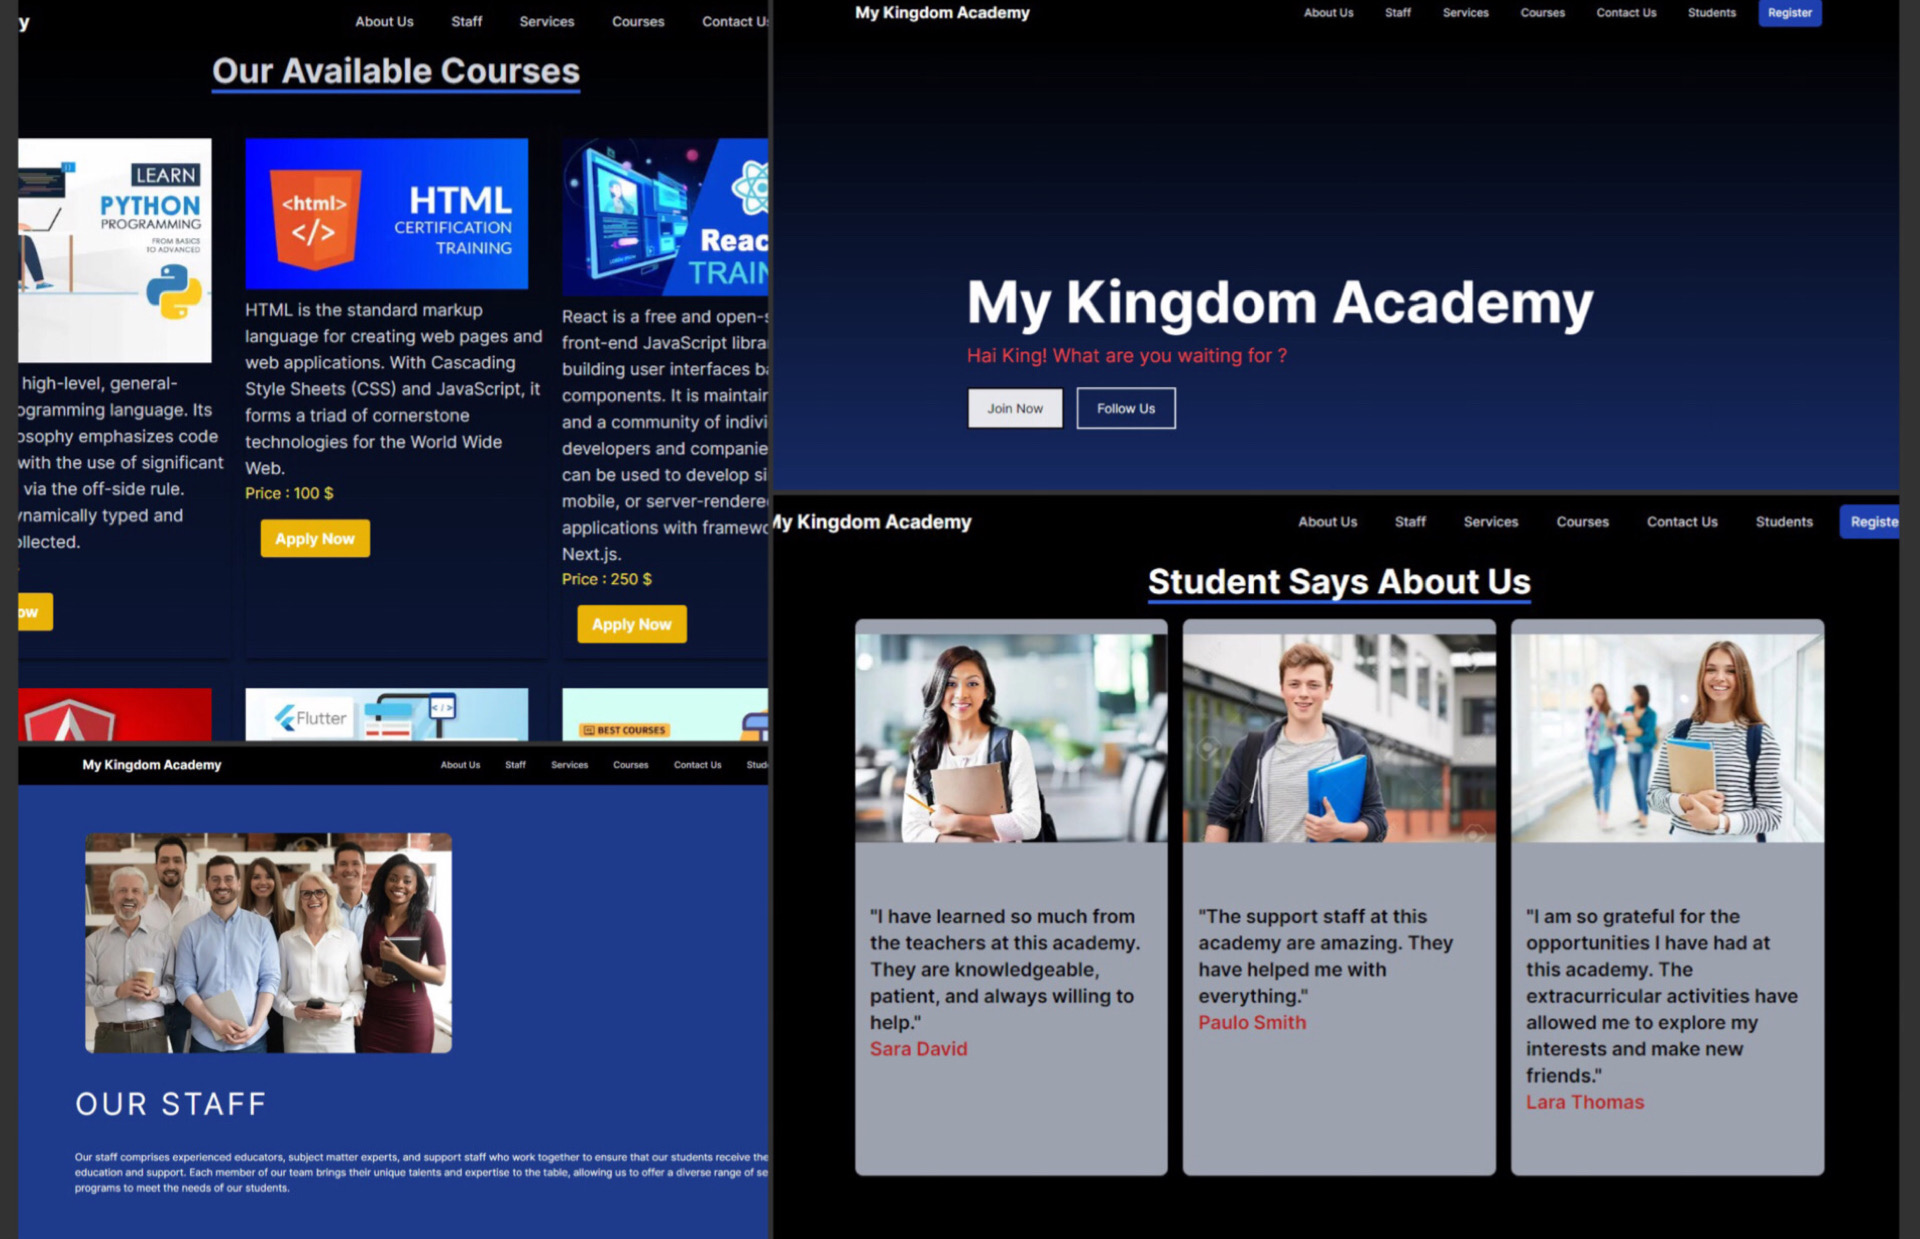 y
About Us Staff Services Courses Contact Us
Our Available Courses
LEARN
PYTHON
PROGRAMMING
FROM BASICS
TO ADVANCED
high-level, general-
ogramming language. Its
osophy emphasizes code
with the use of significant
via the off-side rule.
namically typed and
ollected.
ow
<html>
</>
HTML
CERTIFICATION
TRAINING
HTML is the standard markup
language for creating web pages and
web applications. With Cascading
Style Sheets (CSS) and JavaScript, it
forms a triad of cornerstone
technologies for the World Wide
Web.
Price : 100 $
Apply Now
Reac
TRAIN
React is a free and open-s
front-end JavaScript libra
building user interfaces ba
components. It is maintain
and a community of indivi
developers and companie
can be used to develop si
mobile, or server-rendere
applications with framewo
Next.js.
Price : 250 $
Apply Now
Flutter
</>
BEST COURSES
My Kingdom Academy
About Us Staff Services Courses Contact Us Students Register
My Kingdom Academy
Hai King! What are you waiting for ?
Join Now Follow Us
My Kingdom Academy
About Us Staff Services Courses Contact Us Students Registe
Student Says About Us
"I have learned so much from
the teachers at this academy.
They are knowledgeable,
patient, and always willing to
help."
Sara David
"The support staff at this
academy are amazing. They
have helped me with
everything."
Paulo Smith
"I am so grateful for the
opportunities I have had at
this academy. The
extracurricular activities have
allowed me to explore my
interests and make new
friends."
Lara Thomas
My Kingdom Academy
About Us Staff Services Courses Contact Us Stud
OUR STAFF
Our staff comprises experienced educators, subject matter experts, and support staff who work together to ensure that our students receive the
education and support. Each member of our team brings their unique talents and expertise to the table, allowing us to offer a diverse range of se
programs to meet the needs of our students.